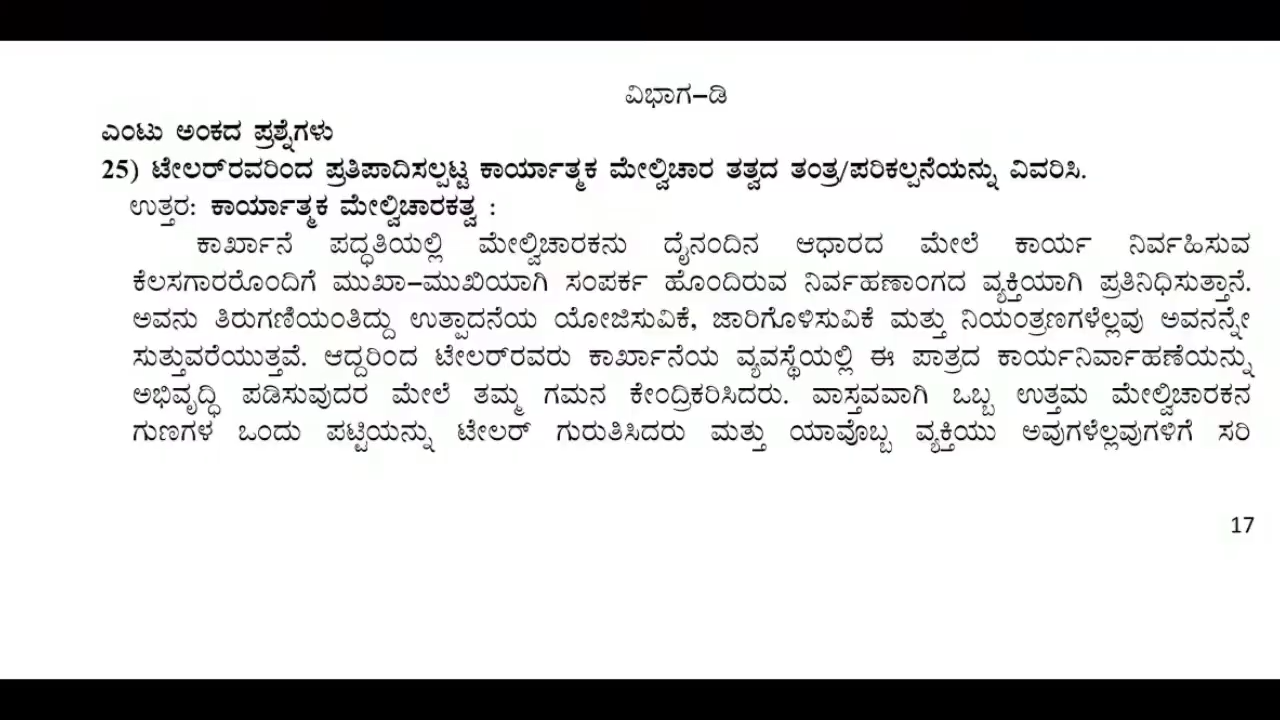 ವಿಭಾಗ–ಡಿ
ಎಂಟು ಅಂಕದ ಪ್ರಶ್ನೆಗಳು
25) ಟೇಲರ್‌ರವರಿಂದ ಪ್ರತಿಪಾದಿಸಲ್ಪಟ್ಟ ಕಾರ್ಯಾತ್ಮಕ ಮೇಲ್ವಿಚಾರ ತತ್ವದ ತಂತ್ರ/ಪರಿಕಲ್ಪನೆಯನ್ನು ವಿವರಿಸಿ.
ಉತ್ತರ: ಕಾರ್ಯಾತ್ಮಕ ಮೇಲ್ವಿಚಾರಕತ್ವ :
ಕಾರ್ಖಾನೆ ಪದ್ಧತಿಯಲ್ಲಿ ಮೇಲ್ವಿಚಾರಕನು ದೈನಂದಿನ ಆಧಾರದ ಮೇಲೆ ಕಾರ್ಯ ನಿರ್ವಹಿಸುವ
ಕೆಲಸಗಾರರೊಂದಿಗೆ ಮುಖಾ–ಮುಖಿಯಾಗಿ ಸಂಪರ್ಕ ಹೊಂದಿರುವ ನಿರ್ವಹಣಾಂಗದ ವ್ಯಕ್ತಿಯಾಗಿ ಪ್ರತಿನಿಧಿಸುತ್ತಾನೆ.
ಅವನು ತಿರುಗಣಿಯಂತಿದ್ದು ಉತ್ಪಾದನೆಯ ಯೋಜಿಸುವಿಕೆ, ಜಾರಿಗೊಳಿಸುವಿಕೆ ಮತ್ತು ನಿಯಂತ್ರಣಗಳೆಲ್ಲವು ಅವನನ್ನೇ
ಸುತ್ತುವರೆಯುತ್ತವೆ. ಆದ್ದರಿಂದ ಟೇಲರ್‌ರವರು ಕಾರ್ಖಾನೆಯ ವ್ಯವಸ್ಥೆಯಲ್ಲಿ ಈ ಪಾತ್ರದ ಕಾರ್ಯನಿರ್ವಾಹಣೆಯನ್ನು
ಅಭಿವೃದ್ಧಿ ಪಡಿಸುವುದರ ಮೇಲೆ ತಮ್ಮ ಗಮನ ಕೇಂದ್ರಿಕರಿಸಿದರು. ವಾಸ್ತವವಾಗಿ ಒಬ್ಬ ಉತ್ತಮ ಮೇಲ್ವಿಚಾರಕನ
ಗುಣಗಳ ಒಂದು ಪಟ್ಟಿಯನ್ನು ಟೇಲರ್ ಗುರುತಿಸಿದರು ಮತ್ತು ಯಾವೊಬ್ಬ ವ್ಯಕ್ತಿಯು ಅವುಗಳೆಲ್ಲವುಗಳಿಗೆ ಸರಿ
17